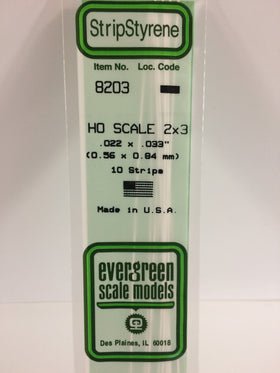 StripStyrene
Item No. Loc. Code
8203
HO SCALE 2x3
.022 x .033"
(0.56 x 0.84 mm)
10 Strips
Made in U.S.A.
evergreen
scale models
Des Plaines, IL 60018